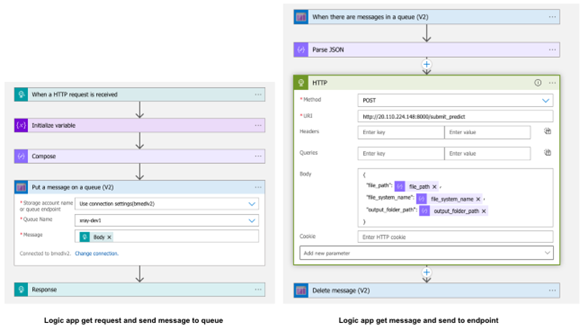 When a HTTP request is received
Initialize variable
Compose
Put a message on a queue (V2)
* Storage account name or queue endpoint
Use connection settings(bmedlv2)
* Queue Name
xray-dev1
* Message
Body ×
Connected to bmedlv2. Change connection.
Response
Logic app get request and send message to queue
When there are messages in a queue (V2)
Parse JSON
HTTP
* Method
POST
* URI
http://20.110.224.148:8000/submit_predict
Headers
Enter key
Enter value
Queries
Enter key
Enter value
Body
{
"file_path": file_path × ,
"file_system_name": file_system_name × ,
"output_folder_path": output_folder_path ×
}
Cookie
Enter HTTP cookie
Add new parameter
Delete message (V2)
Logic app get message and send to endpoint